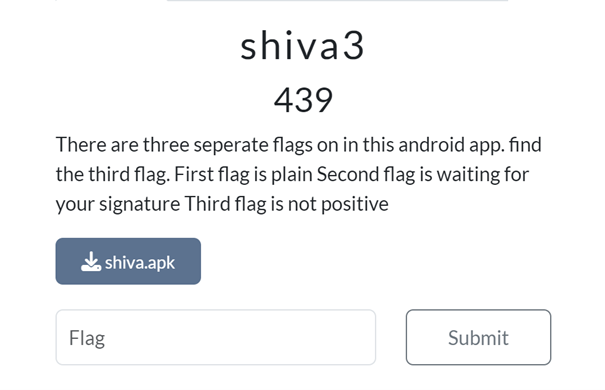 shiva3
439
There are three seperate flags on in this android app. find
the third flag. First flag is plain Second flag is waiting for
your signature Third flag is not positive
shiva.apk
Flag
Submit